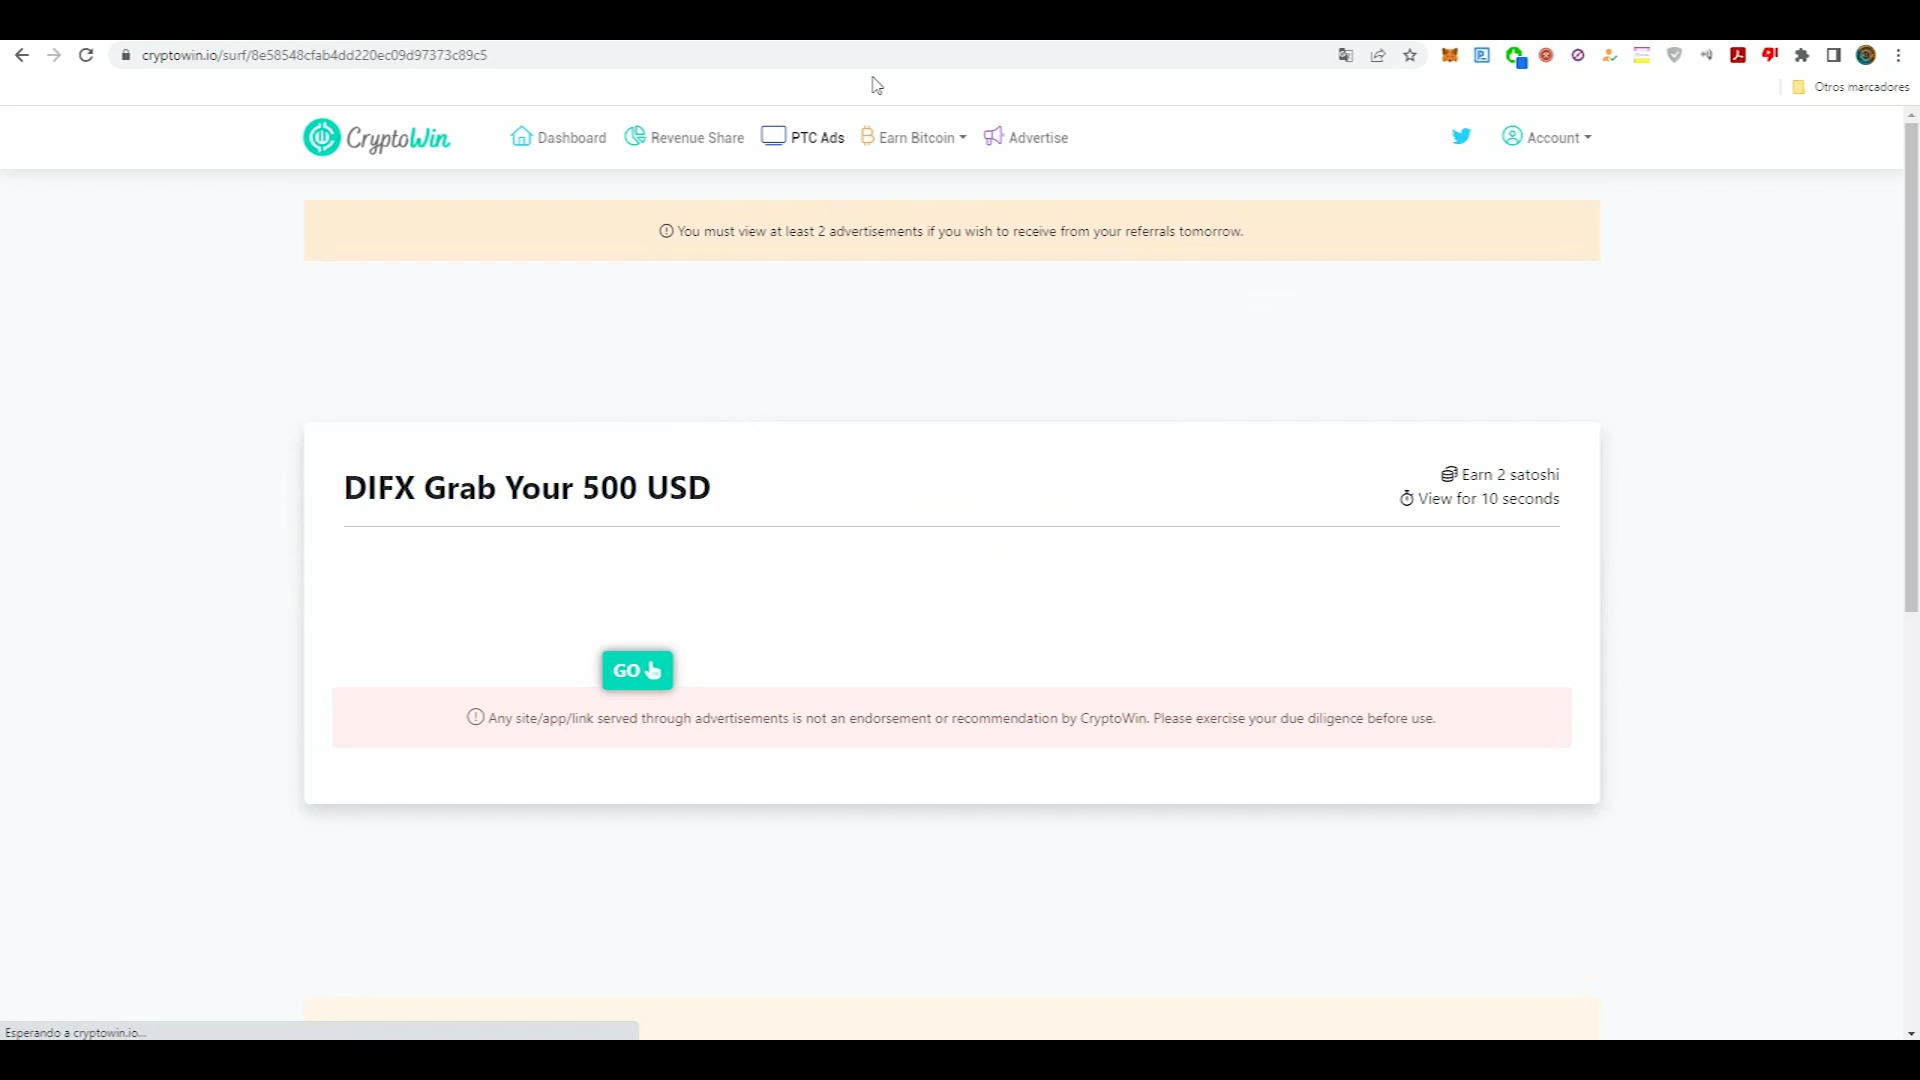 cryptowin.io/surf/8e58548cfab4dd220ec09d97373c89c5
Otros marcadores
CryptoWin
Dashboard
Revenue Share
PTC Ads
Earn Bitcoin
Advertise
Account
You must view at least 2 advertisements if you wish to receive from your referrals tomorrow.
DIFX Grab Your 500 USD
Earn 2 satoshi
View for 10 seconds
GO
Any site/app/link served through advertisements is not an endorsement or recommendation by CryptoWin. Please exercise your due diligence before use.
Esperando a cryptowin.io...